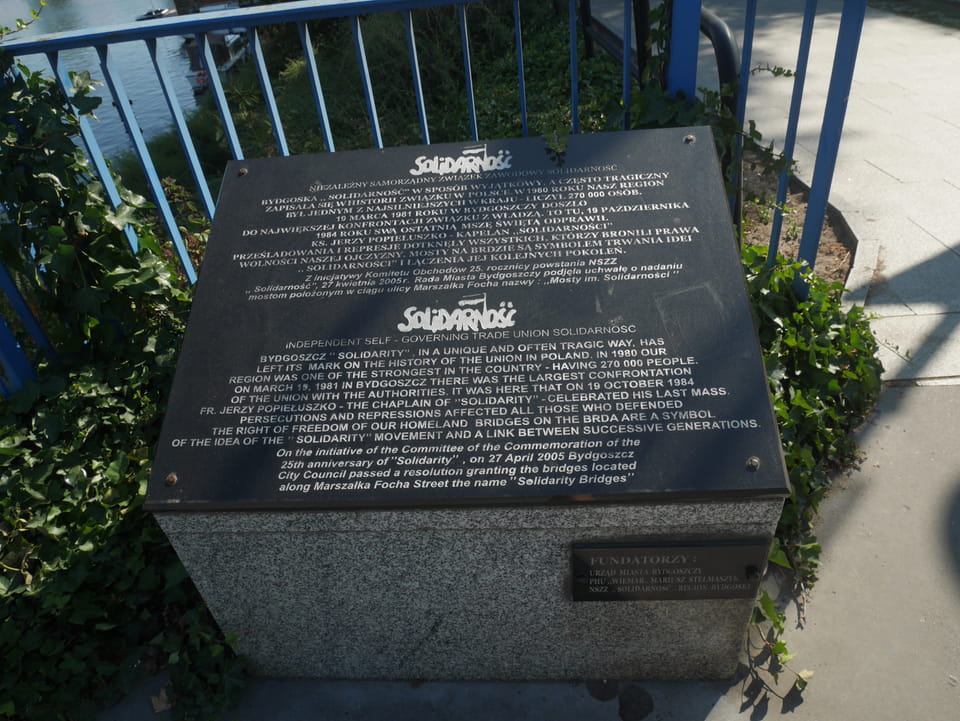 SOLIDARNOŚĆ
NIEZALEŻNY SAMORZĄDNY ZWIĄZEK ZAWODOWY SOLIDARNOŚĆ
BYDGOSKA „SOLIDARNOŚĆ" W SPOSÓB WYJĄTKOWY, A CZĘSTO TRAGICZNY
ZAPISAŁA SIĘ W HISTORII ZWIĄZKU W POLSCE. W 1980 ROKU NASZ REGION
BYŁ JEDNYM Z NAJSILNIEJSZYCH W KRAJU - LICZYŁ 270 000 OSÓB.
19 MARCA 1981 ROKU W BYDGOSZCZY DOSZŁO
DO NAJWIĘKSZEJ KONFRONTACJI ZWIĄZKU Z WŁADZĄ. TO TU, 19 PAŹDZIERNIKA
1984 ROKU SWĄ OSTATNIĄ MSZĘ ŚWIĘTĄ ODPRAWIŁ
KS. JERZY POPIEŁUSZKO - KAPELAN „SOLIDARNOŚCI"
PRZEŚLADOWANIA I REPRESJE DOTKNĘŁY WSZYSTKICH, KTÓRZY BRONILI PRAWA
WOLNOŚCI NASZEJ OJCZYZNY. MOSTY NA BRDZIE SĄ SYMBOLEM TRWANIA IDEI
„SOLIDARNOŚCI" I ŁĄCZENIA JEJ KOLEJNYCH POKOLEŃ.
Z inicjatywy Komitetu Obchodów 25. rocznicy powstania NSZZ
„Solidarność", 27 kwietnia 2005r. Rada Miasta Bydgoszczy podjęła uchwałę o nadaniu
mostom położonym w ciągu ulicy Marszałka Focha nazwy : „Mosty im. Solidarności"
SOLIDARNOŚĆ
INDEPENDENT SELF - GOVERNING TRADE UNION SOLIDARNOSC
BYDGOSZCZ "SOLIDARITY", IN A UNIQUE AND OFTEN TRAGIC WAY, HAS
LEFT ITS MARK ON THE HISTORY OF THE UNION IN POLAND. IN 1980 OUR
REGION WAS ONE OF THE STRONGEST IN THE COUNTRY - HAVING 270 000 PEOPLE.
ON MARCH 19, 1981 IN BYDGOSZCZ THERE WAS THE LARGEST CONFRONTATION
OF THE UNION WITH THE AUTHORITIES. IT WAS HERE THAT ON 19 OCTOBER 1984
FR. JERZY POPIEŁUSZKO - THE CHAPLAIN OF "SOLIDARITY" - CELEBRATED HIS LAST MASS.
PERSECUTIONS AND REPRESSIONS AFFECTED ALL THOSE WHO DEFENDED
THE RIGHT OF FREEDOM OF OUR HOMELAND. BRIDGES ON THE BRDA ARE A SYMBOL
OF THE IDEA OF THE "SOLIDARITY" MOVEMENT AND A LINK BETWEEN SUCCESSIVE GENERATIONS.
On the initiative of the Committee of the Commemoration of the
25th anniversary of "Solidarity", on 27 April 2005 Bydgoszcz
City Council passed a resolution granting the bridges located
along Marszałka Focha Street the name "Solidarity Bridges"
FUNDATORZY :
URZĄD MIASTA BYDGOSZCZY
PHU „WIEMAR" MARIUSZ STELMASZYK
NSZZ „SOLIDARNOŚĆ" REGION BYDGOSKI